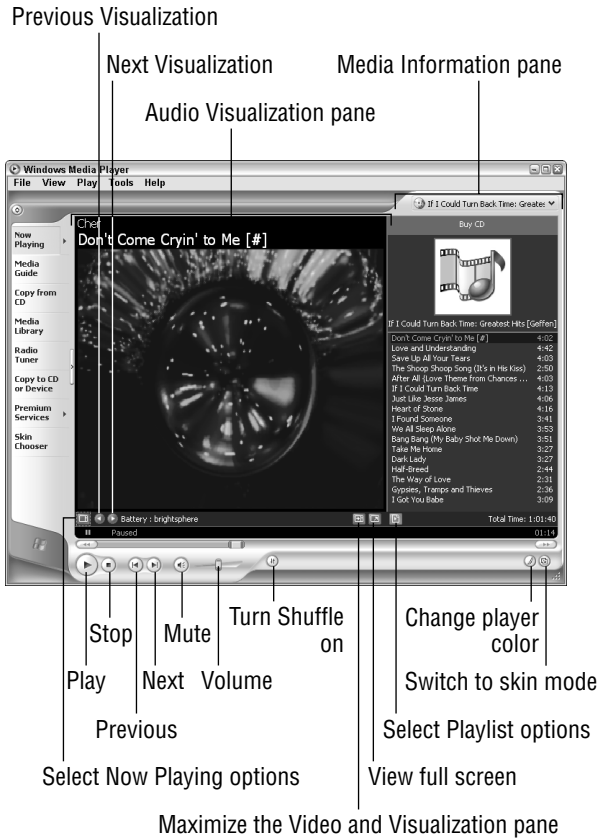 Previous Visualization
Next Visualization
Media Information pane
Audio Visualization pane
Windows Media Player
File View Play Tools Help
If I Could Turn Back Time: Greates
Now Playing
Media Guide
Copy from CD
Media Library
Radio Tuner
Copy to CD or Device
Premium Services
Skin Chooser
Cher
Don't Come Cryin' to Me [#]
Buy CD
If I Could Turn Back Time: Greatest Hits [Geffen]
Don't Come Cryin' to Me [#] 4:02
Love and Understanding 4:42
Save Up All Your Tears 4:03
The Shoop Shoop Song (It's in His Kiss) 2:50
After All (Love Theme from Chances ... 4:03
If I Could Turn Back Time 4:13
Just Like Jesse James 4:06
Heart of Stone 4:16
I Found Someone 3:41
We All Sleep Alone 3:53
Bang Bang (My Baby Shot Me Down) 3:51
Take Me Home 3:27
Dark Lady 3:27
Half-Breed 2:44
The Way of Love 2:31
Gypsies, Tramps and Thieves 2:36
I Got You Babe 3:09
Battery : brightsphere
Total Time: 1:01:40
Paused 01:14
Stop
Mute
Turn Shuffle on
Change player color
Play
Next
Volume
Switch to skin mode
Previous
Select Playlist options
Select Now Playing options
View full screen
Maximize the Video and Visualization pane